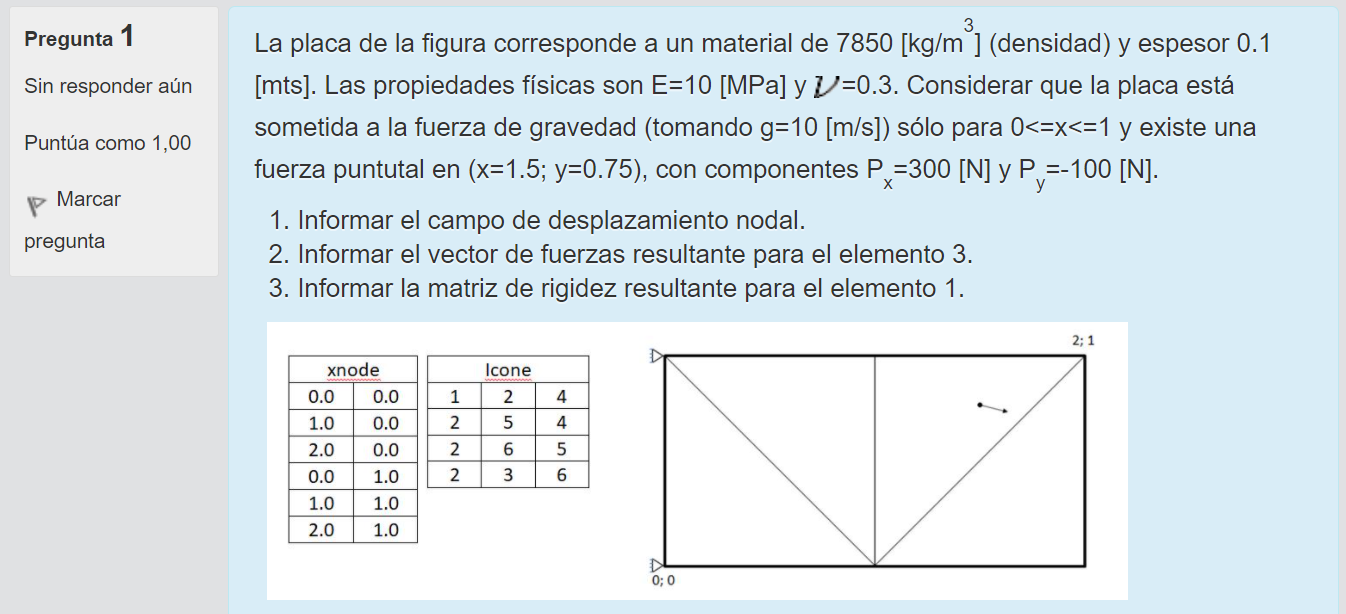 Pregunta 1
Sin responder aún
Puntúa como 1,00
Marcar
pregunta
La placa de la figura corresponde a un material de 7850 [kg/m³] (densidad) y espesor 0.1
[mts]. Las propiedades físicas son E=10 [MPa] y ν=0.3. Considerar que la placa está
sometida a la fuerza de gravedad (tomando g=10 [m/s]) sólo para 0<=x<=1 y existe una
fuerza puntutal en (x=1.5; y=0.75), con componentes Pₓ=300 [N] y Py=-100 [N].
1. Informar el campo de desplazamiento nodal.
2. Informar el vector de fuerzas resultante para el elemento 3.
3. Informar la matriz de rigidez resultante para el elemento 1.
xnode
0.0 0.0
1.0 0.0
2.0 0.0
0.0 1.0
1.0 1.0
2.0 1.0
Icone
1 2 4
2 5 4
2 6 5
2 3 6
2; 1
0; 0